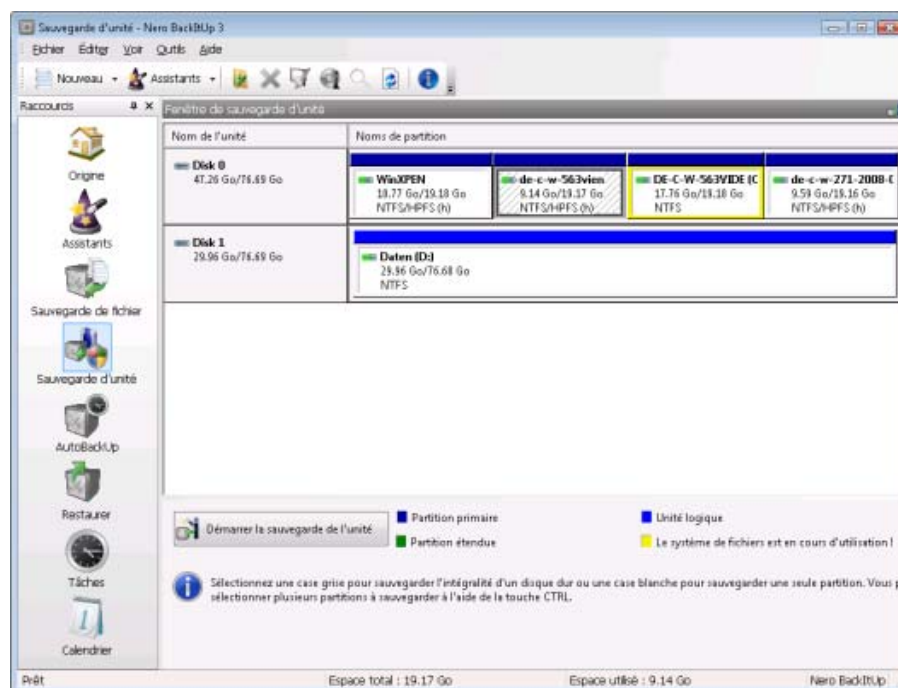 Sauvegarde d'unité - Nero BackItUp 3
Fichier Éditer Voir Outils Aide
Nouveau Assistants
Raccourcis
Fenêtre de sauvegarde d'unité
Nom de l'unité Noms de partition
Origine
Assistants
Sauvegarde de fichier
Sauvegarde d'unité
AutoBackUp
Restaurer
Tâches
Calendrier
Disk 0
47.26 Go/76.69 Go
WinXPEN
18.77 Go/19.18 Go
NTFS/HPFS (h)
de-c-w-563vien
9.14 Go/19.17 Go
NTFS/HPFS (h)
DE-C-W-563VIDE (C
17.76 Go/19.18 Go
NTFS
de-c-w-271-2008-C
9.59 Go/19.16 Go
NTFS/HPFS (h)
Disk 1
29.96 Go/76.69 Go
Daten (D:)
29.96 Go/76.68 Go
NTFS
Démarrer la sauvegarde de l'unité
Partition primaire
Unité logique
Partition étendue
Le système de fichiers est en cours d'utilisation !
Sélectionnez une case grise pour sauvegarder l'intégralité d'un disque dur ou une case blanche pour sauvegarder une seule partition. Vous p
sélectionner plusieurs partitions à sauvegarder à l'aide de la touche CTRL.
Prêt
Espace total : 19.17 Go
Espace utilisé : 9.14 Go
Nero BackItUp